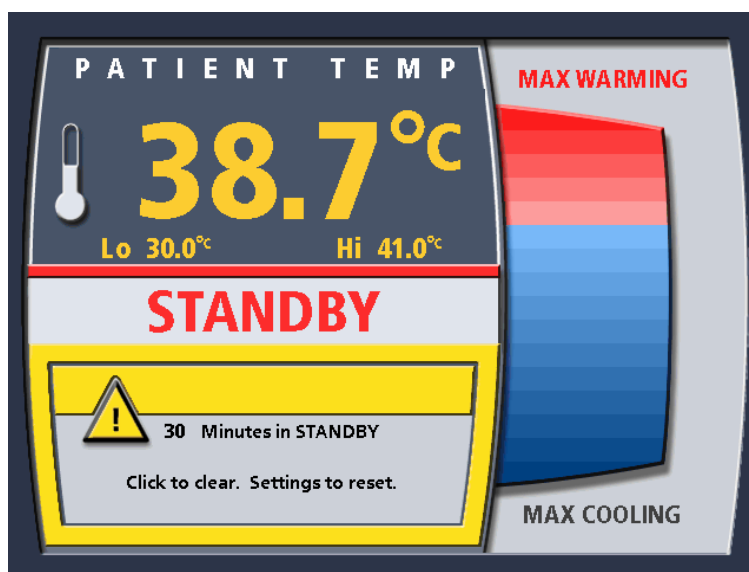 PATIENT TEMP
38.7°C
Lo 30.0°C Hi 41.0°C
STANDBY
!
30 Minutes in STANDBY
Click to clear. Settings to reset.
MAX WARMING
MAX COOLING